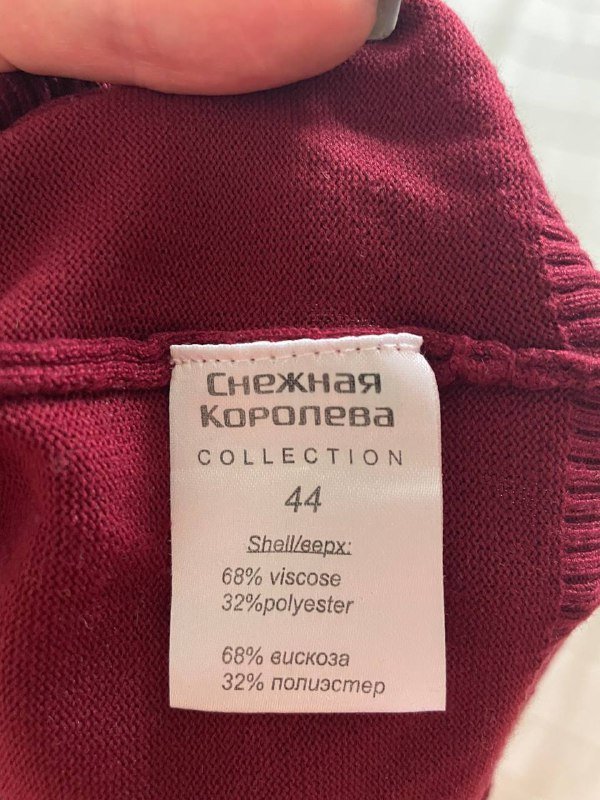 Снежная
Королева
COLLECTION
44
Shell/верх:
68% viscose
32%polyester
68% вискоза
32% полиэстер